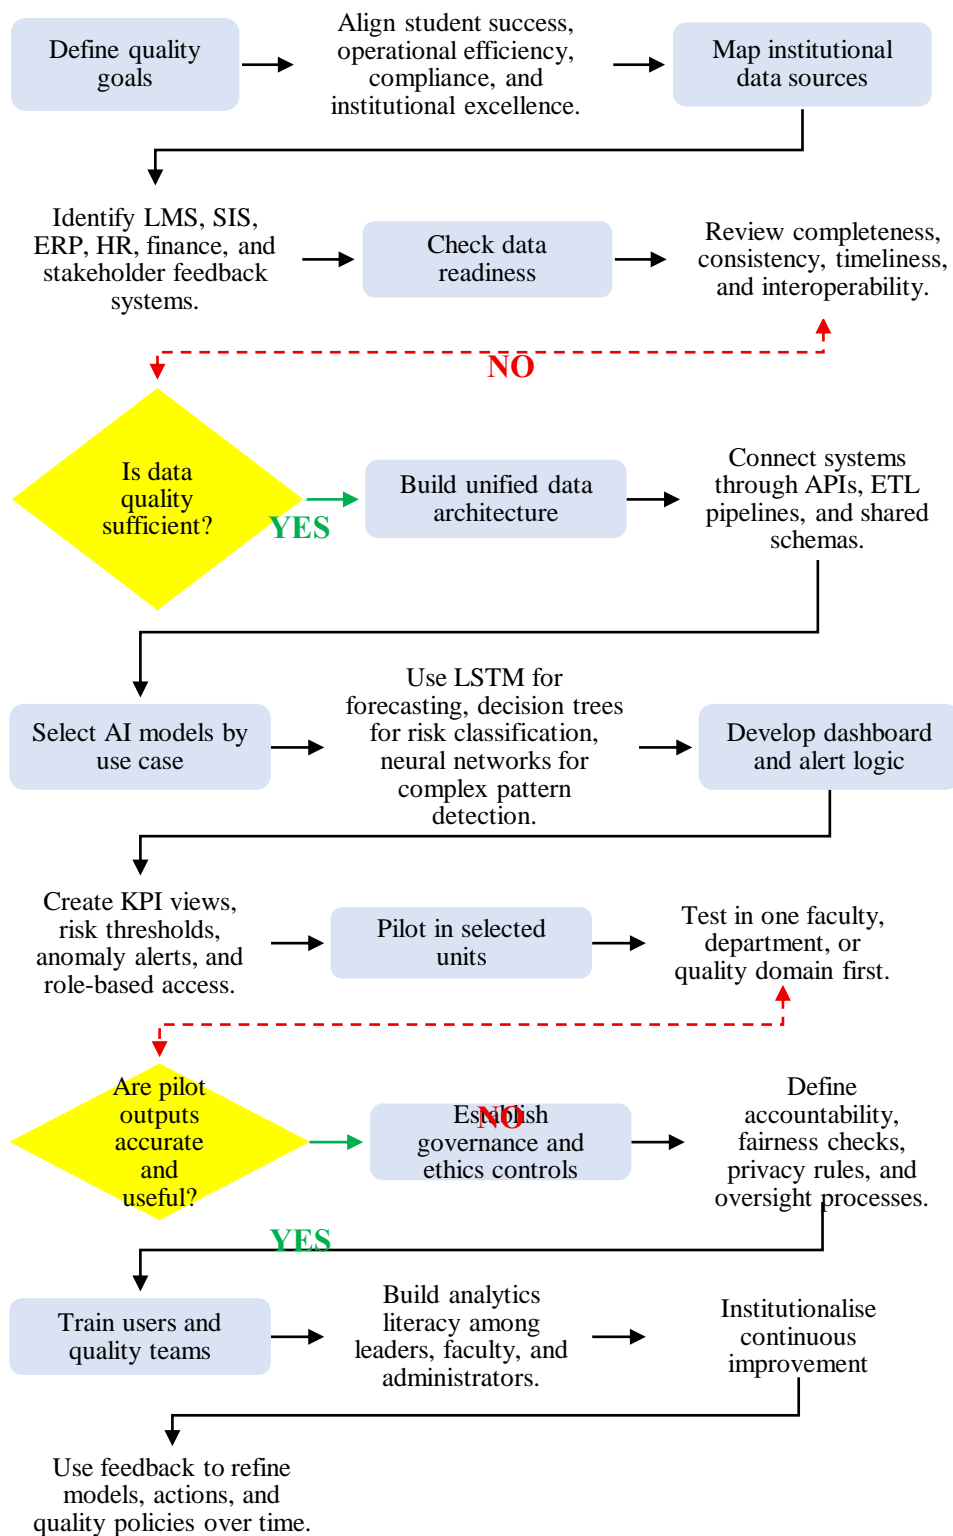 Define quality
goals
Align student success,
operational efficiency,
compliance, and
institutional excellence.
Map institutional
data sources
Identify LMS, SIS,
ERP, HR, finance, and
stakeholder feedback
systems.
Check data
readiness
Review completeness,
consistency, timeliness,
and interoperability.
NO
Is data
quality
sufficient?
YES
Build unified data
architecture
Connect systems
through APIs, ETL
pipelines, and shared
schemas.
Select AI models by
use case
Use LSTM for
forecasting, decision trees
for risk classification,
neural networks for
complex pattern
detection.
Develop dashboard
and alert logic
Create KPI views,
risk thresholds,
anomaly alerts, and
role-based access.
Pilot in selected
units
Test in one faculty,
department, or
quality domain first.
Are pilot
outputs
accurate
and
useful?
NO
Establish
governance and
ethics controls
Define
accountability,
fairness checks,
privacy rules, and
oversight processes.
YES
Train users and
quality teams
Build analytics
literacy among
leaders, faculty, and
administrators.
Institutionalise
continuous
improvement
Use feedback to refine
models, actions, and
quality policies over time.